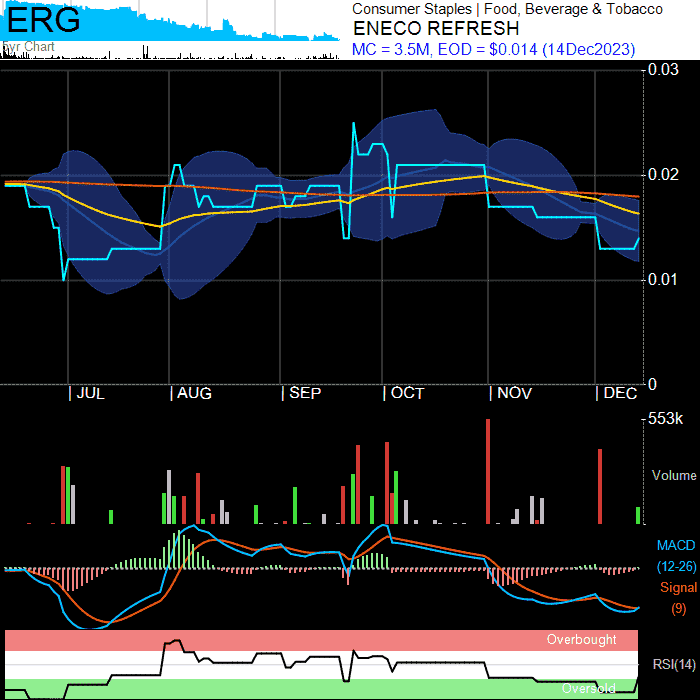 ERG
5yr Chart
Consumer Staples | Food, Beverage & Tobacco
ENECO REFRESH
MC = 3.5M, EOD = $0.014 (14Dec2023)
0.03
0.02
0.01
0
| JUL | AUG | SEP | OCT | NOV | DEC
553k
Volume
MACD
(12-26)
Signal
(9)
Overbought
RSI(14)
Oversold